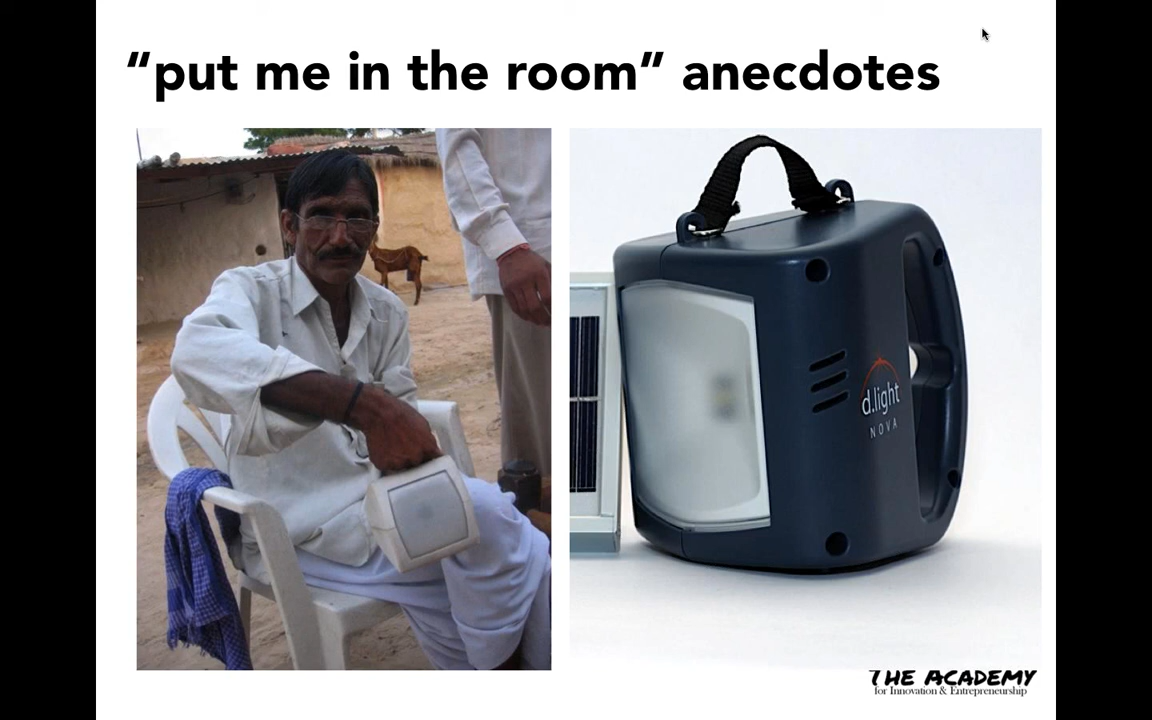 “put me in the room” anecdotes
d.light
NOVA
THE ACADEMY
for Innovation & Entrepreneurship